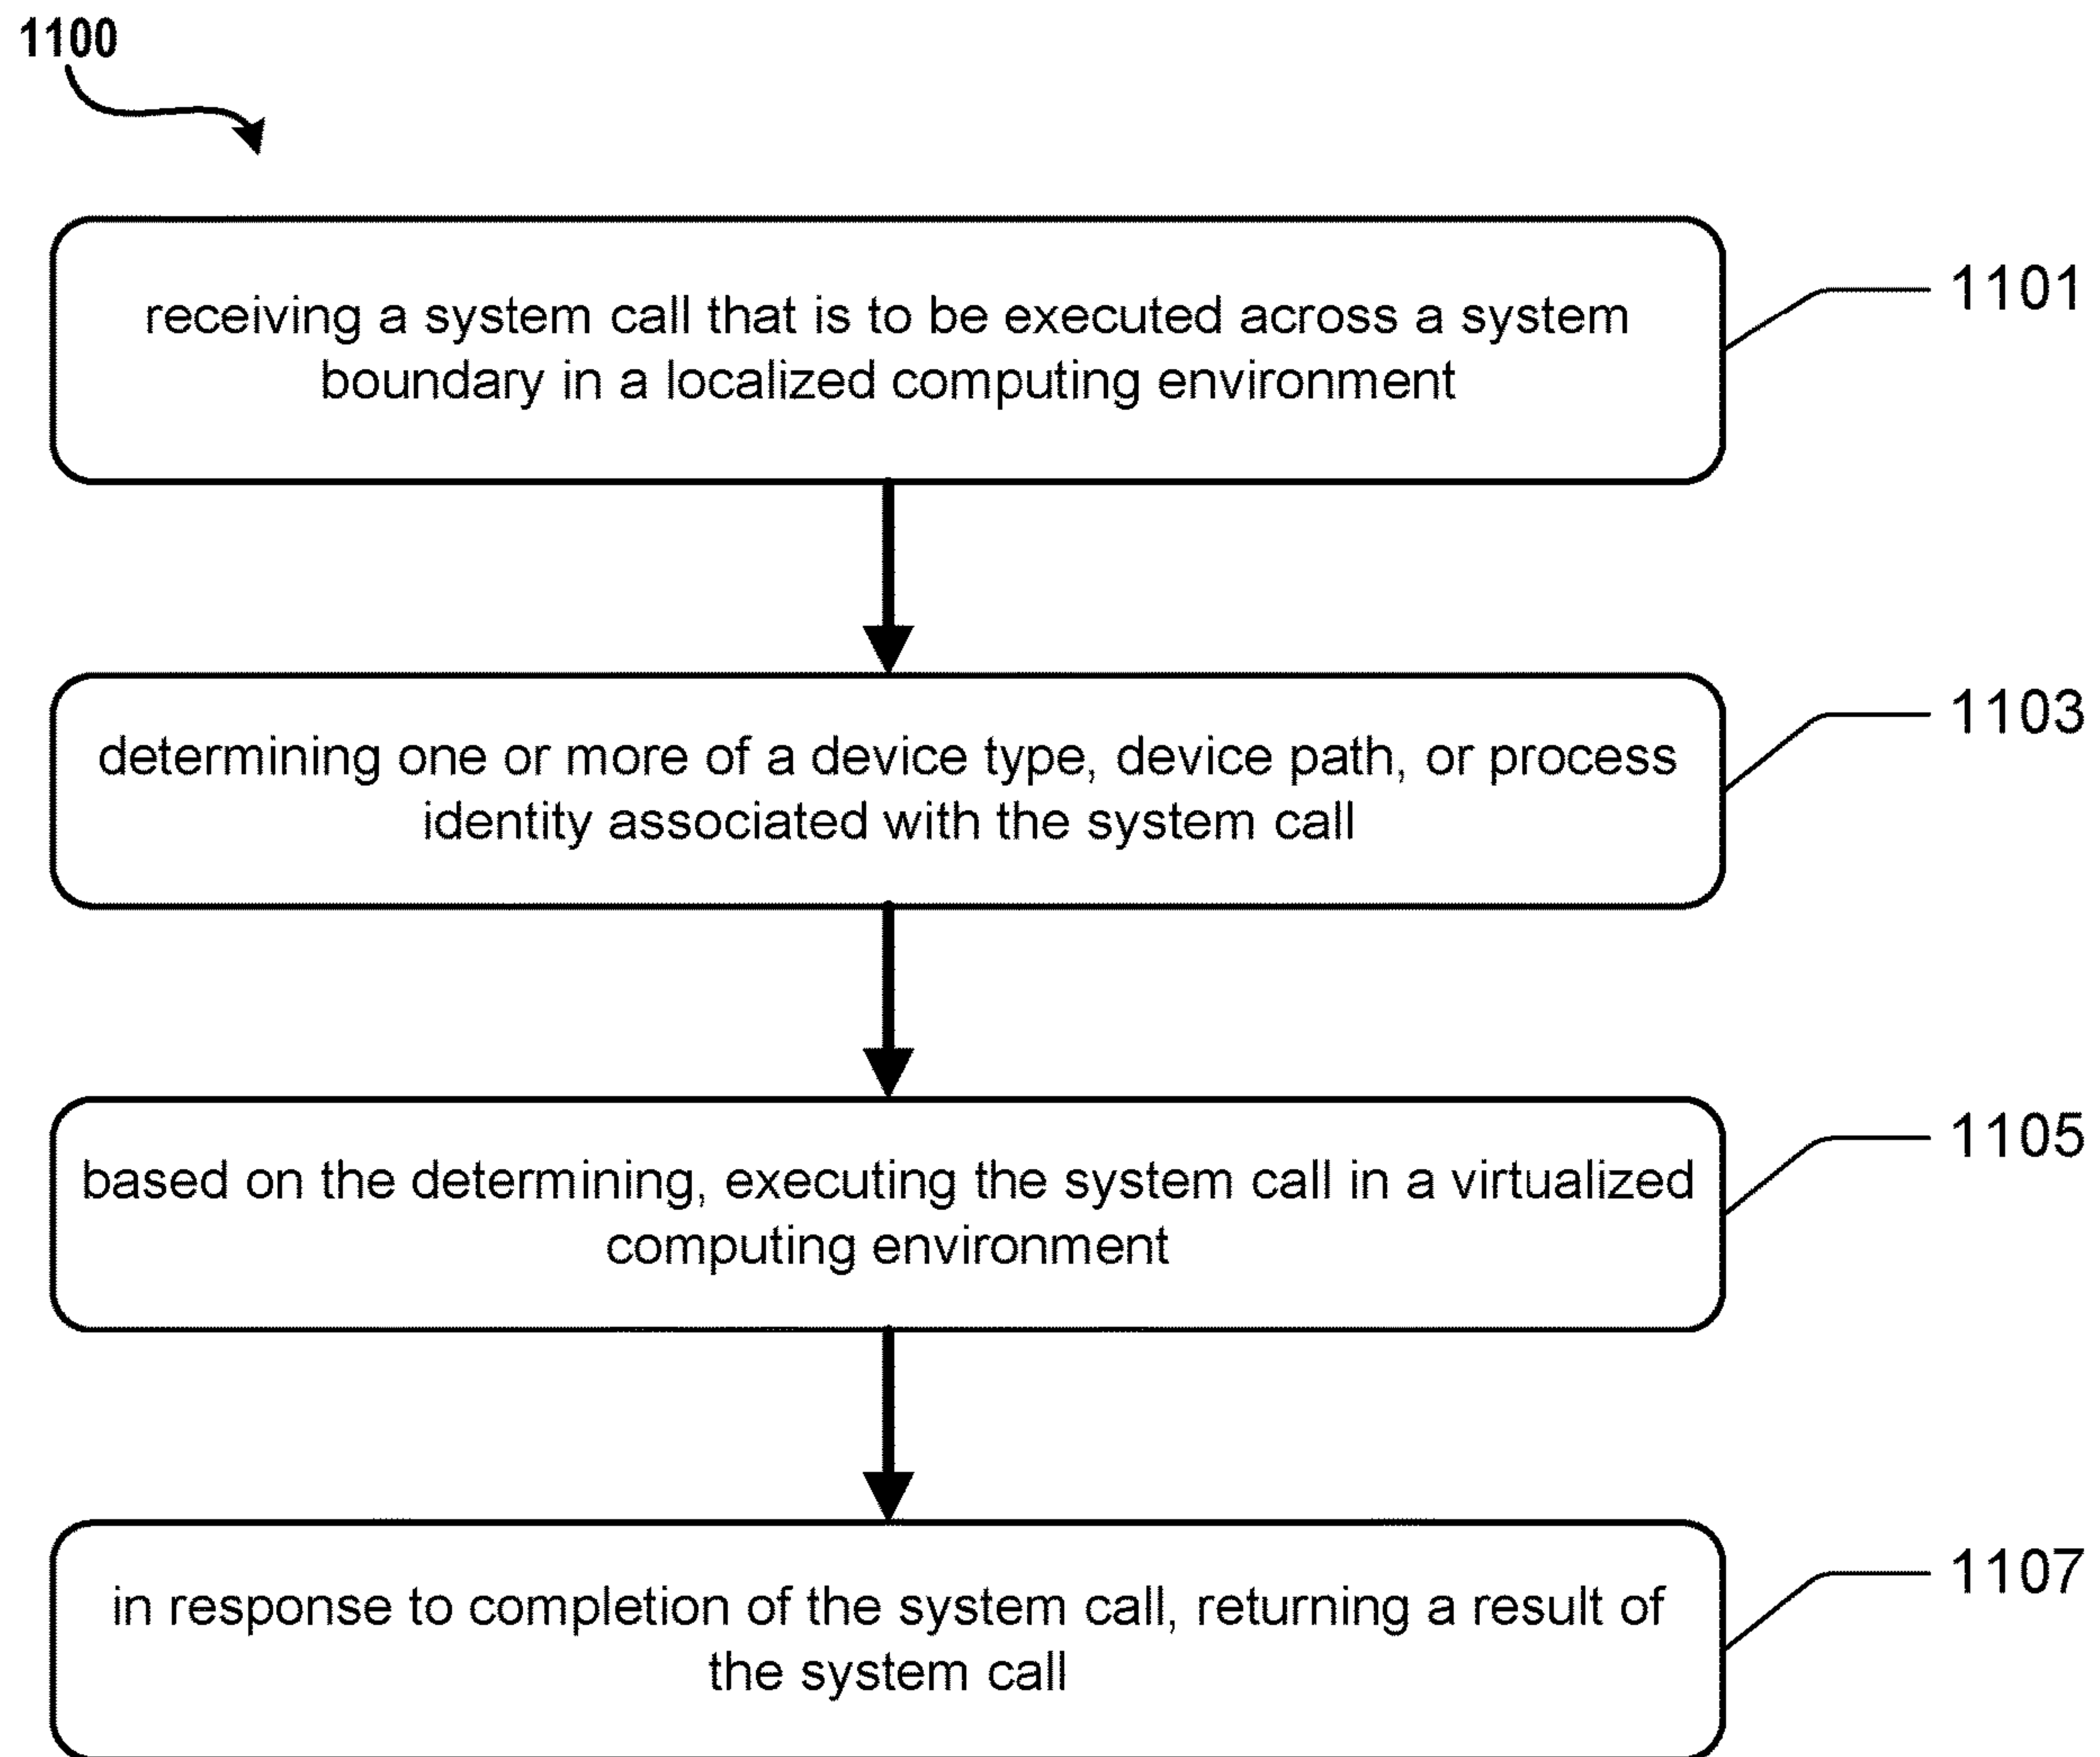 1100
receiving a system call that is to be executed across a system
boundary in a localized computing environment
1101
determining one or more of a device type, device path, or process
identity associated with the system call
1103
based on the determining, executing the system call in a virtualized
computing environment
1105
in response to completion of the system call, returning a result of
the system call
1107